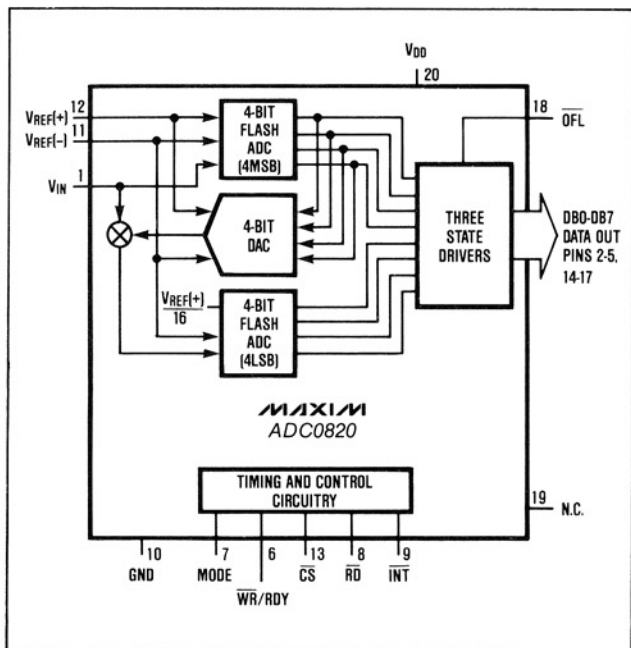 VDD
20
12
VREF(+)
11
VREF(-)
1
VIN
4-BIT
FLASH
ADC
(4MSB)
4-BIT
DAC
VREF(+)
16
4-BIT
FLASH
ADC
(4LSB)
THREE
STATE
DRIVERS
18
OFL
DB0-DB7
DATA OUT
PINS 2-5,
14-17
MAXIM
ADC0820
TIMING AND CONTROL
CIRCUITRY
19
N.C.
10
GND
7
MODE
6
WR/RDY
13
CS
8
RD
9
INT